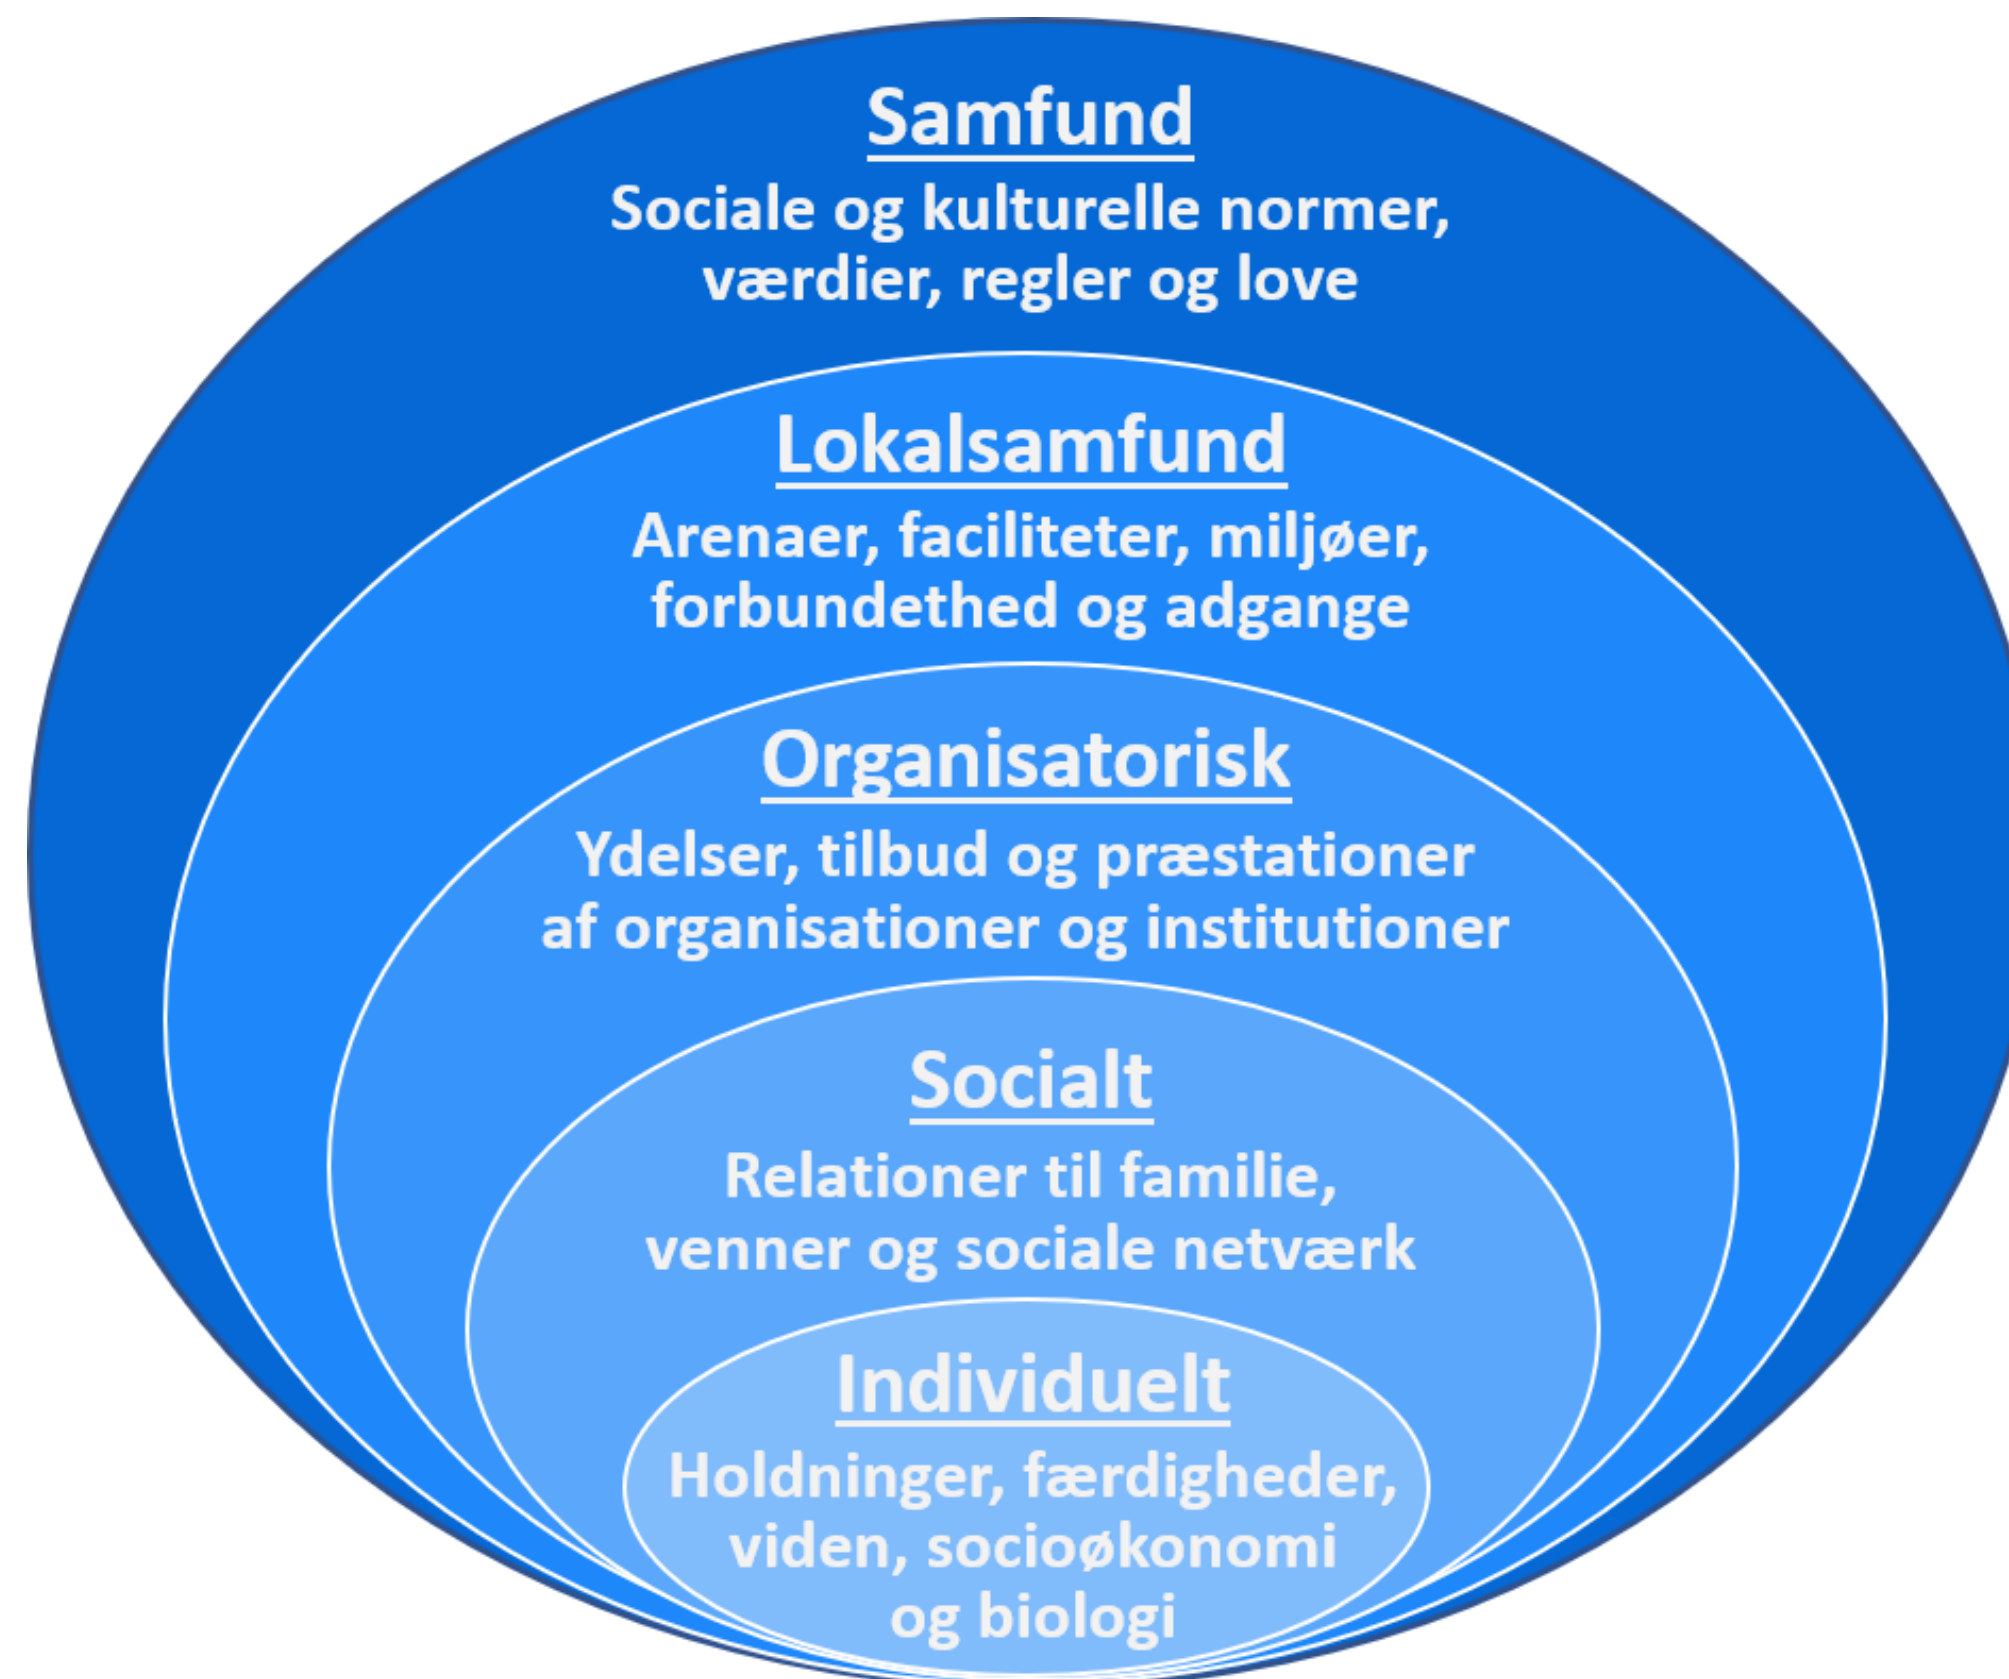 Samfund
Sociale og kulturelle normer,
værdier, regler og love
Lokalsamfund
Arenaer, faciliteter, miljøer,
forbundethed og adgange
Organisatorisk
Ydelser, tilbud og præstationer
af organisationer og institutioner
Socialt
Relationer til familie,
venner og sociale netværk
Individuelt
Holdninger, færdigheder,
viden, socioøkonomi
og biologi